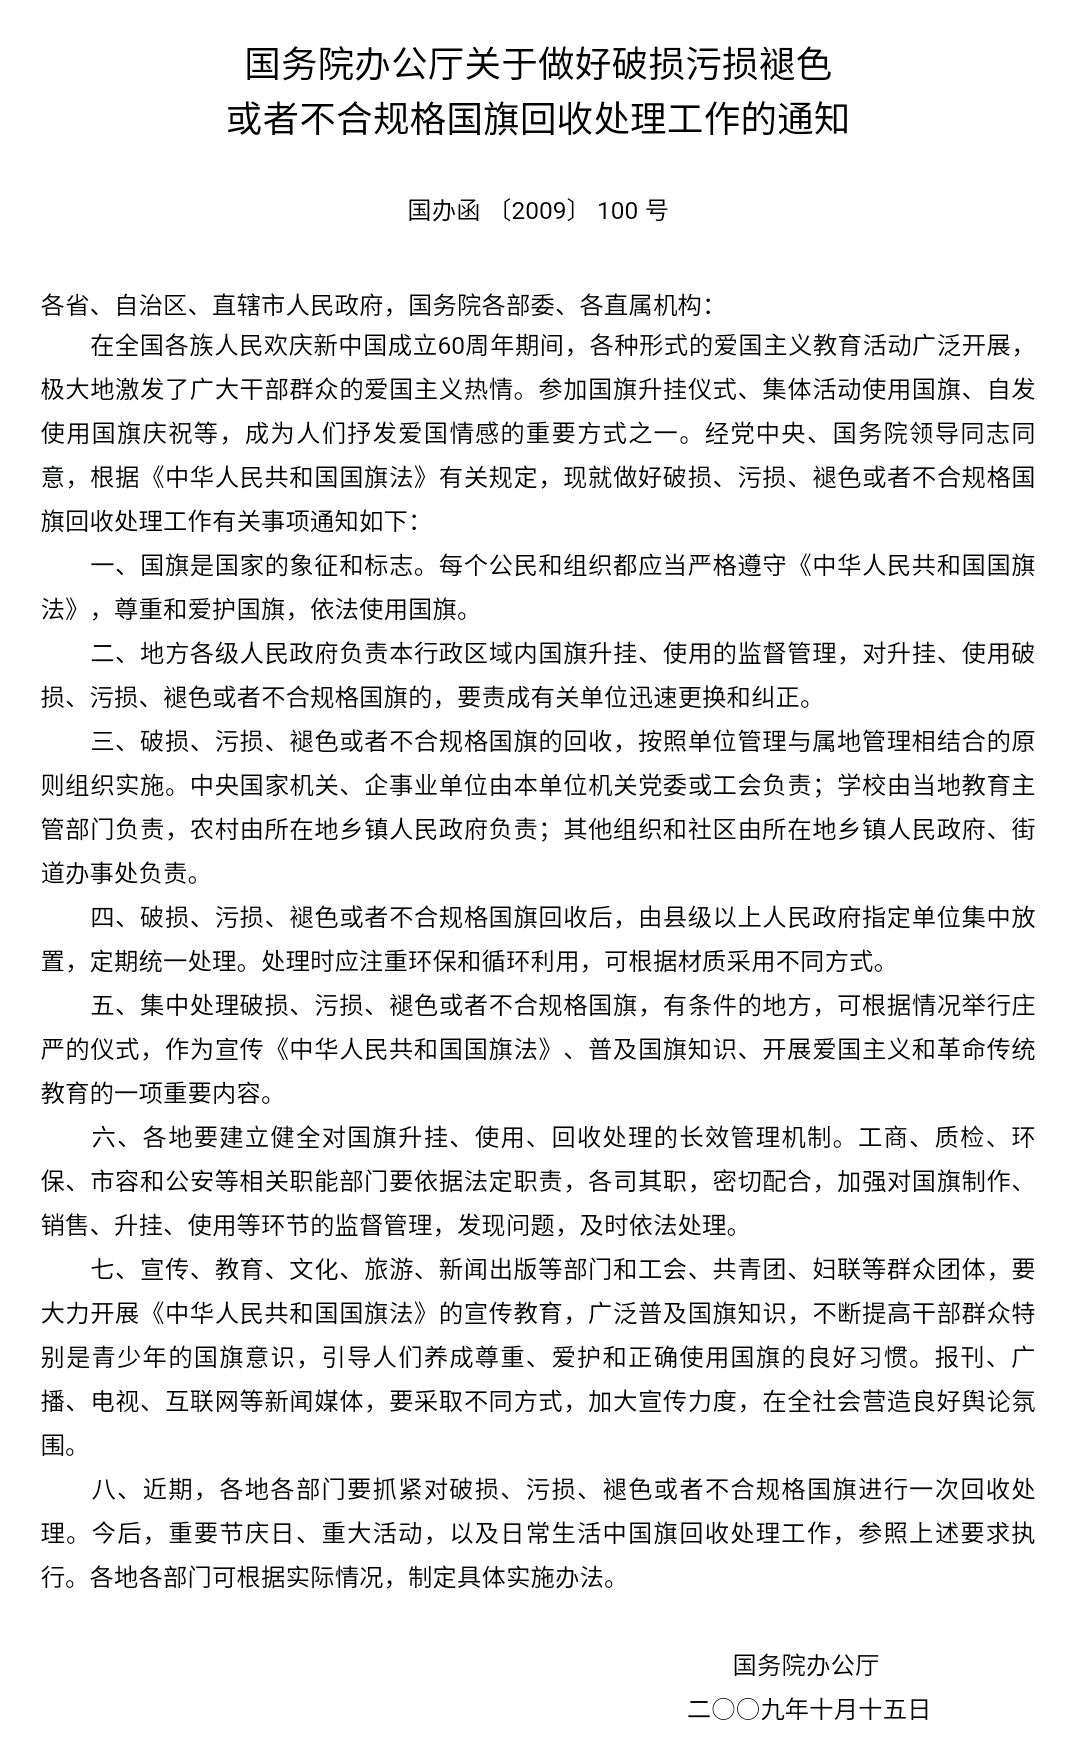 国务院办公厅关于做好破损污损褪色
或者不合规格国旗回收处理工作的通知
国办函〔2009〕100 号
各省、自治区、直辖市人民政府，国务院各部委、各直属机构：
在全国各族人民欢庆新中国成立60周年期间，各种形式的爱国主义教育活动广泛开展，
极大地激发了广大干部群众的爱国主义热情。参加国旗升挂仪式、集体活动使用国旗、自发
使用国旗庆祝等，成为人们抒发爱国情感的重要方式之一。经党中央、国务院领导同志同
意，根据《中华人民共和国国旗法》有关规定，现就做好破损、污损、褪色或者不合规格国
旗回收处理工作有关事项通知如下：
一、国旗是国家的象征和标志。每个公民和组织都应当严格遵守《中华人民共和国国旗
法》，尊重和爱护国旗，依法使用国旗。
二、地方各级人民政府负责本行政区域内国旗升挂、使用的监督管理，对升挂、使用破
损、污损、褪色或者不合规格国旗的，要责成有关单位迅速更换和纠正。
三、破损、污损、褪色或者不合规格国旗的回收，按照单位管理与属地管理相结合的原
则组织实施。中央国家机关、企事业单位由本单位机关党委或工会负责；学校由当地教育主
管部门负责，农村由所在地乡镇人民政府负责；其他组织和社区由所在地乡镇人民政府、街
道办事处负责。
四、破损、污损、褪色或者不合规格国旗回收后，由县级以上人民政府指定单位集中放
置，定期统一处理。处理时应注重环保和循环利用，可根据材质采用不同方式。
五、集中处理破损、污损、褪色或者不合规格国旗，有条件的地方，可根据情况举行庄
严的仪式，作为宣传《中华人民共和国国旗法》、普及国旗知识、开展爱国主义和革命传统
教育的一项重要内容。
六、各地要建立健全对国旗升挂、使用、回收处理的长效管理机制。工商、质检、环
保、市容和公安等相关职能部门要依据法定职责，各司其职，密切配合，加强对国旗制作、
销售、升挂、使用等环节的监督管理，发现问题，及时依法处理。
七、宣传、教育、文化、旅游、新闻出版等部门和工会、共青团、妇联等群众团体，要
大力开展《中华人民共和国国旗法》的宣传教育，广泛普及国旗知识，不断提高干部群众特
别是青少年的国旗意识，引导人们养成尊重、爱护和正确使用国旗的良好习惯。报刊、广
播、电视、互联网等新闻媒体，要采取不同方式，加大宣传力度，在全社会营造良好舆论氛
围。
八、近期，各地各部门要抓紧对破损、污损、褪色或者不合规格国旗进行一次回收处
理。今后，重要节庆日、重大活动，以及日常生活中国旗回收处理工作，参照上述要求执
行。各地各部门可根据实际情况，制定具体实施办法。
国务院办公厅
二〇〇九年十月十五日